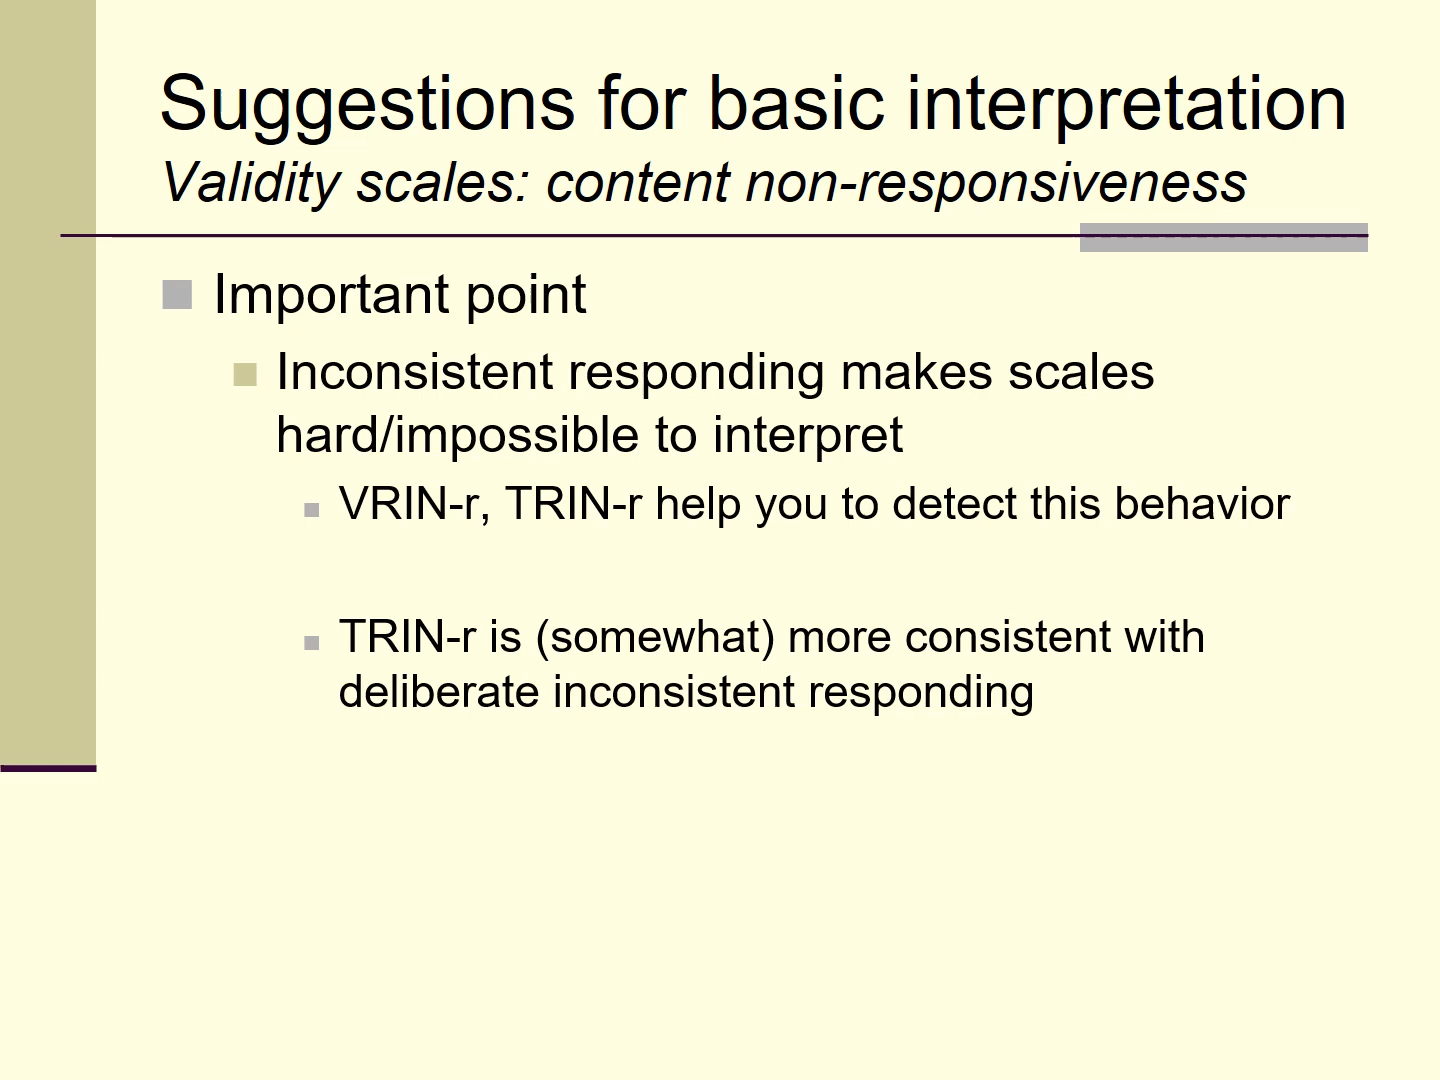 Suggestions for basic interpretation
Validity scales: content non-responsiveness
Important point
Inconsistent responding makes scales
hard/impossible to interpret
VRIN-r, TRIN-r help you to detect this behavior
TRIN-r is (somewhat) more consistent with
deliberate inconsistent responding